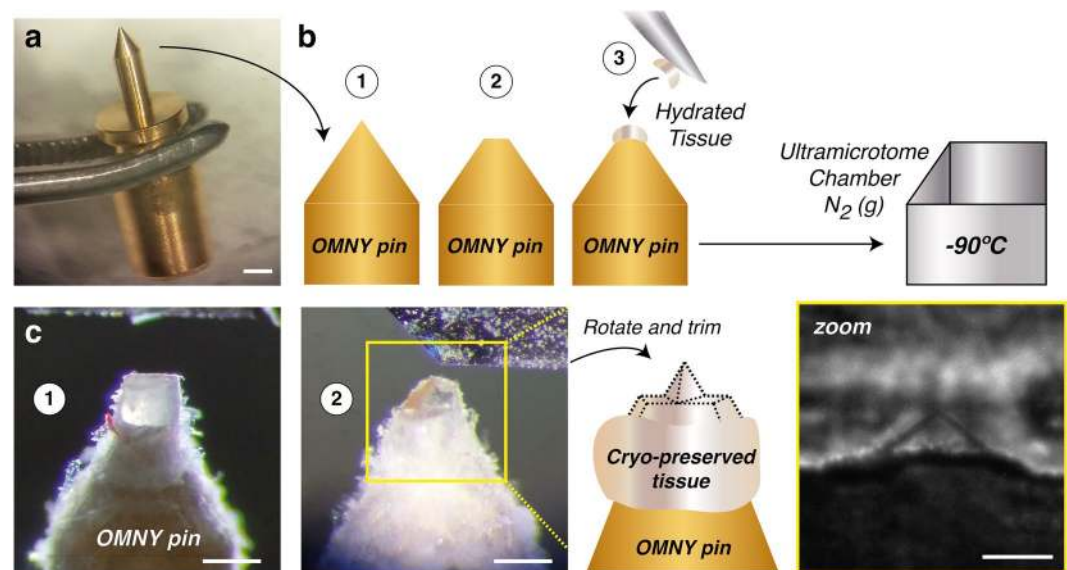 a
b
1
2
3
Hydrated
Tissue
Ultramicrotome
Chamber
N2 (g)
OMNY pin
OMNY pin
OMNY pin
-90ºC
c
1
2
Rotate and trim
zoom
Cryo-preserved
tissue
OMNY pin
OMNY pin